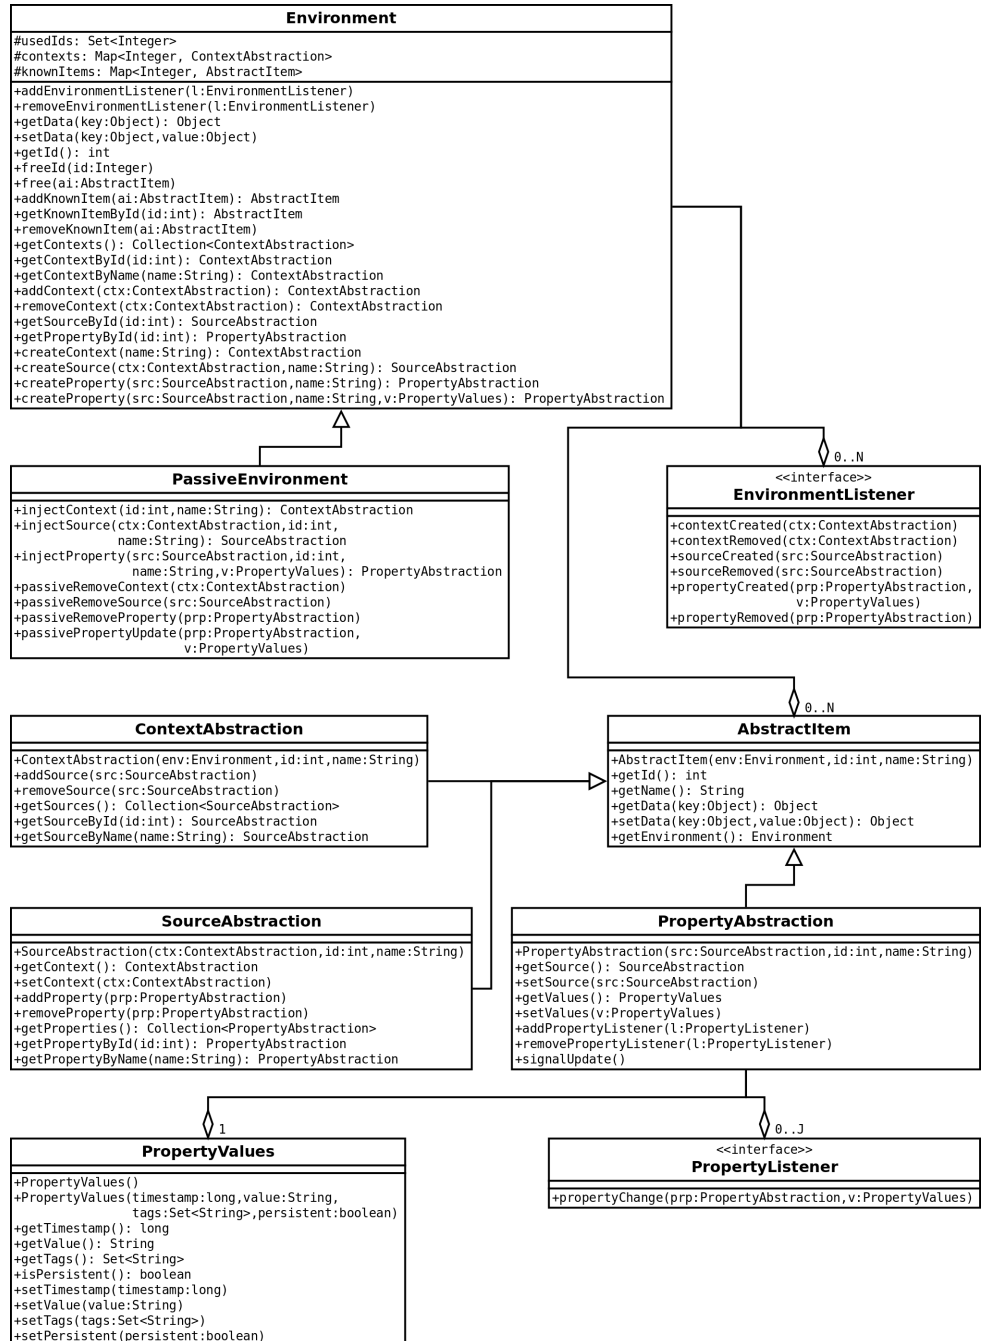 Environment
#usedIds: Set<Integer>
#contexts: Map<Integer, ContextAbstraction>
#knownItems: Map<Integer, AbstractItem>
+addEnvironmentListener(l:EnvironmentListener)
+removeEnvironmentListener(l:EnvironmentListener)
+getData(key:Object): Object
+setData(key:Object,value:Object)
+getId(): int
+freeId(id:Integer)
+free(ai:AbstractItem)
+addKnownItem(ai:AbstractItem): AbstractItem
+getKnownItemById(id:int): AbstractItem
+removeKnownItem(ai:AbstractItem)
+getContexts(): Collection<ContextAbstraction>
+getContextById(id:int): ContextAbstraction
+getContextByName(name:String): ContextAbstraction
+addContext(ctx:ContextAbstraction): ContextAbstraction
+removeContext(ctx:ContextAbstraction): ContextAbstraction
+getSourceById(id:int): SourceAbstraction
+getPropertyById(id:int): PropertyAbstraction
+createContext(name:String): ContextAbstraction
+createSource(ctx:ContextAbstraction,name:String): SourceAbstraction
+createProperty(src:SourceAbstraction,name:String): PropertyAbstraction
+createProperty(src:SourceAbstraction,name:String,v:PropertyValues): PropertyAbstraction
PassiveEnvironment
+injectContext(id:int,name:String): ContextAbstraction
+injectSource(ctx:ContextAbstraction,id:int,
name:String): SourceAbstraction
+injectProperty(src:SourceAbstraction,id:int,
name:String,v:PropertyValues): PropertyAbstraction
+passiveRemoveContext(ctx:ContextAbstraction)
+passiveRemoveSource(src:SourceAbstraction)
+passiveRemoveProperty(prp:PropertyAbstraction)
+passivePropertyUpdate(prp:PropertyAbstraction,
v:PropertyValues)
0..N
<<interface>>
EnvironmentListener
+contextCreated(ctx:ContextAbstraction)
+contextRemoved(ctx:ContextAbstraction)
+sourceCreated(src:SourceAbstraction)
+sourceRemoved(src:SourceAbstraction)
+propertyCreated(prp:PropertyAbstraction,
v:PropertyValues)
+propertyRemoved(prp:PropertyAbstraction)
ContextAbstraction
+ContextAbstraction(env:Environment,id:int,name:String)
+addSource(src:SourceAbstraction)
+removeSource(src:SourceAbstraction)
+getSources(): Collection<SourceAbstraction>
+getSourceById(id:int): SourceAbstraction
+getSourceByName(name:String): SourceAbstraction
0..N
AbstractItem
+AbstractItem(env:Environment,id:int,name:String)
+getId(): int
+getName(): String
+getData(key:Object): Object
+setData(key:Object,value:Object): Object
+getEnvironment(): Environment
SourceAbstraction
+SourceAbstraction(ctx:ContextAbstraction,id:int,name:String)
+getContext(): ContextAbstraction
+setContext(ctx:ContextAbstraction)
+addProperty(prp:PropertyAbstraction)
+removeProperty(prp:PropertyAbstraction)
+getProperties(): Collection<PropertyAbstraction>
+getPropertyById(id:int): PropertyAbstraction
+getPropertyByName(name:String): PropertyAbstraction
PropertyAbstraction
+PropertyAbstraction(src:SourceAbstraction,id:int,name:String)
+getSource(): SourceAbstraction
+setSource(src:SourceAbstraction)
+getValues(): PropertyValues
+setValues(v:PropertyValues)
+addPropertyListener(l:PropertyListener)
+removePropertyListener(l:PropertyListener)
+signalUpdate()
1
PropertyValues
+PropertyValues()
+PropertyValues(timestamp:long,value:String,
tags:Set<String>,persistent:boolean)
+getTimestamp(): long
+getValue(): String
+getTags(): Set<String>
+isPersistent(): boolean
+setTimestamp(timestamp:long)
+setValue(value:String)
+setTags(tags:Set<String>)
+setPersistent(persistent:boolean)
0..J
<<interface>>
PropertyListener
+propertyChange(prp:PropertyAbstraction,v:PropertyValues)